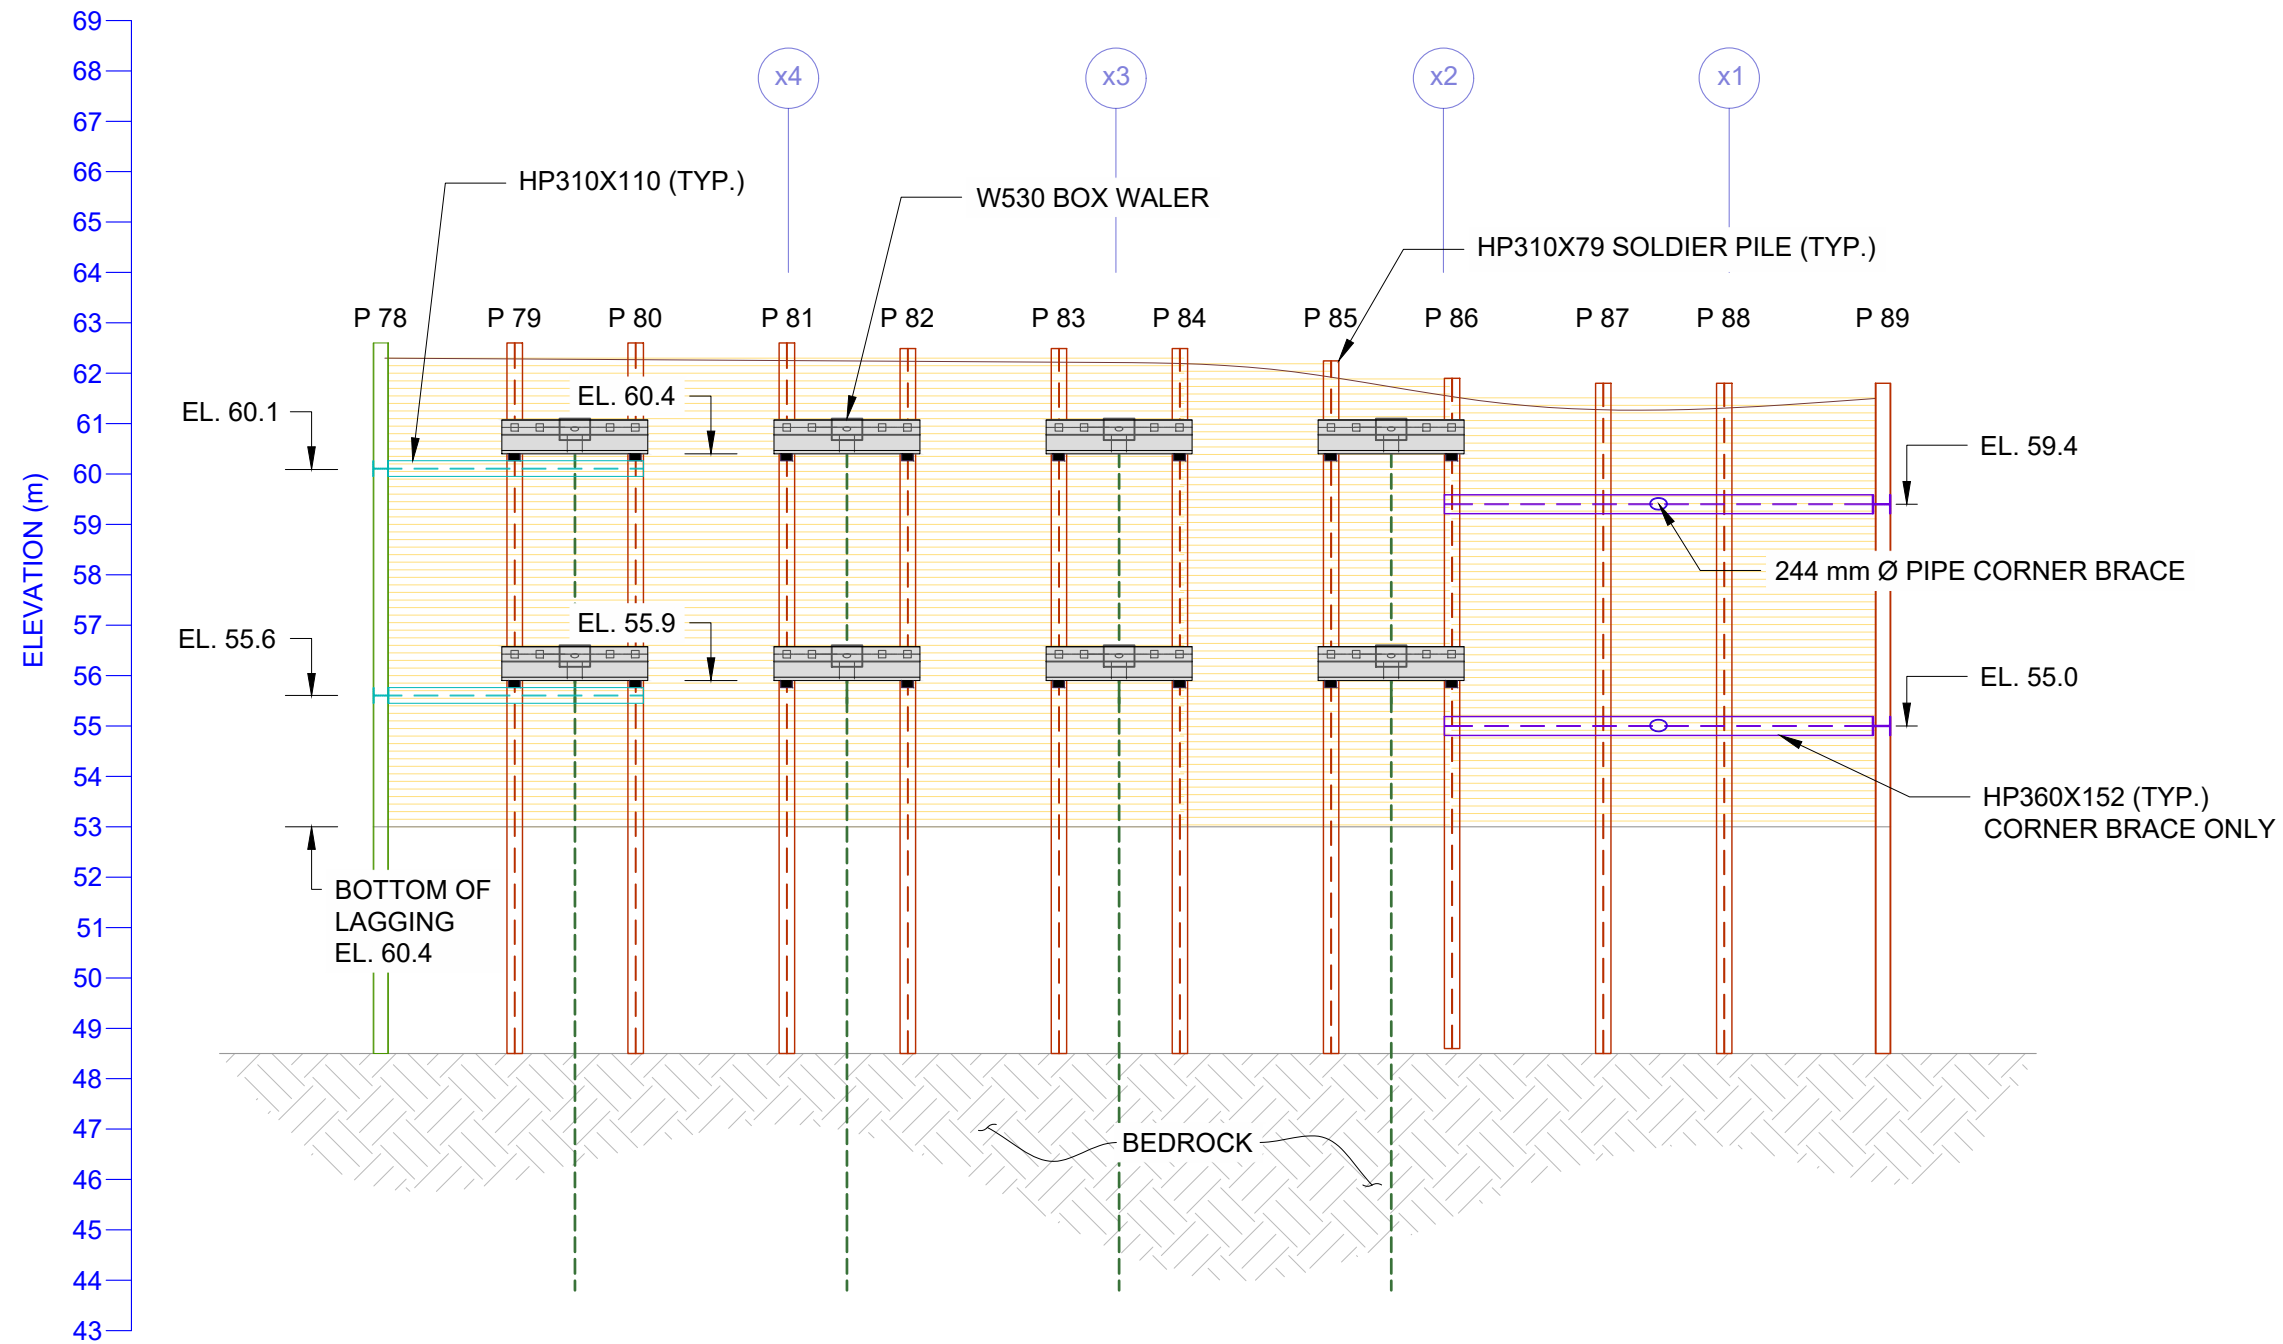 69
68
67
66
65
64
63
62
61
60
59
58
57
56
55
54
53
52
51
50
49
48
47
46
45
44
43
ELEVATION (m)
x4
x3
x2
x1
HP310X110 (TYP.)
W530 BOX WALER
HP310X79 SOLDIER PILE (TYP.)
P 78
P 79
P 80
P 81
P 82
P 83
P 84
P 85
P 86
P 87
P 88
P 89
EL. 60.1
EL. 60.4
EL. 59.4
244 mm Ø PIPE CORNER BRACE
EL. 55.6
EL. 55.9
EL. 55.0
HP360X152 (TYP.)
CORNER BRACE ONLY
BOTTOM OF
LAGGING
EL. 60.4
BEDROCK